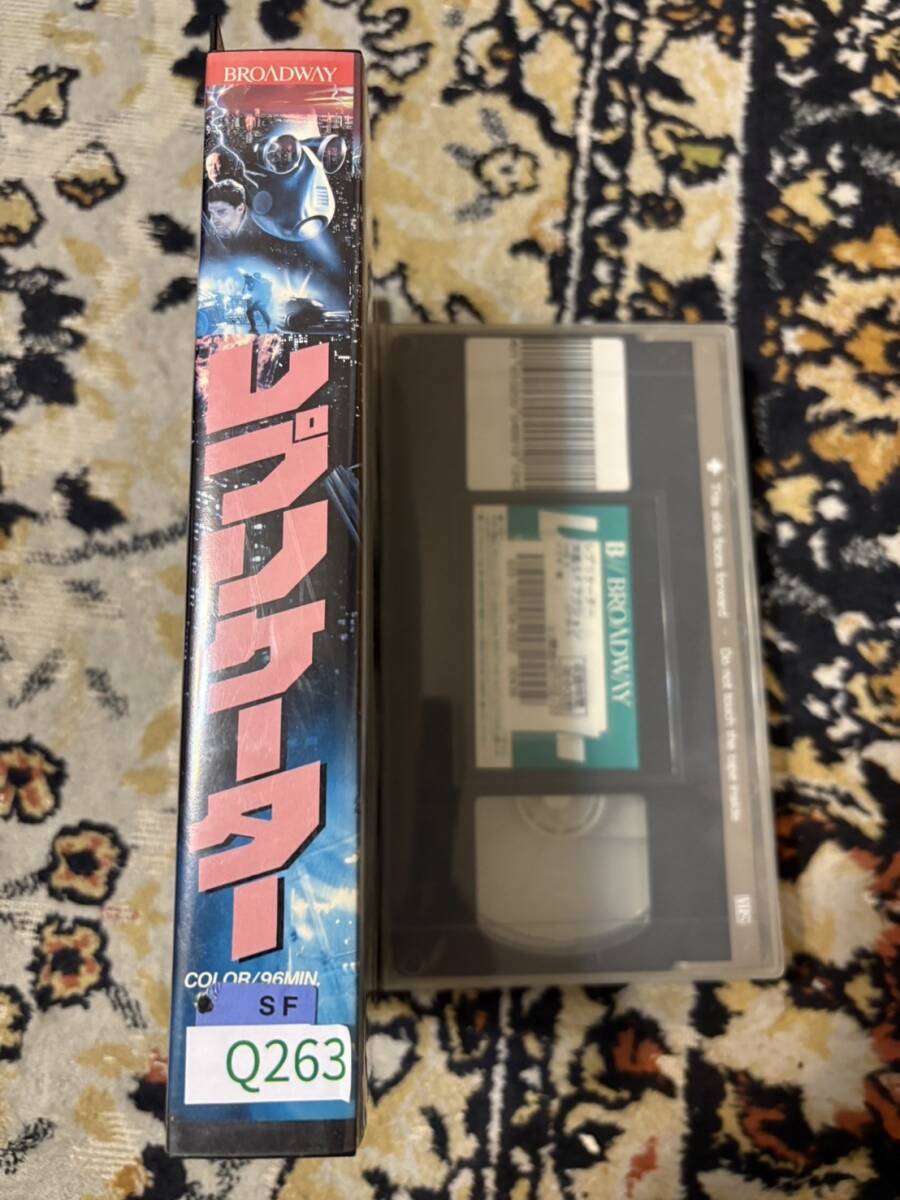 BROADWAY
レプリケーター
COLOR/96MIN.
SF
Q263
B//BROADWAY
This side faces forward · Do not touch the tape inside
VHS